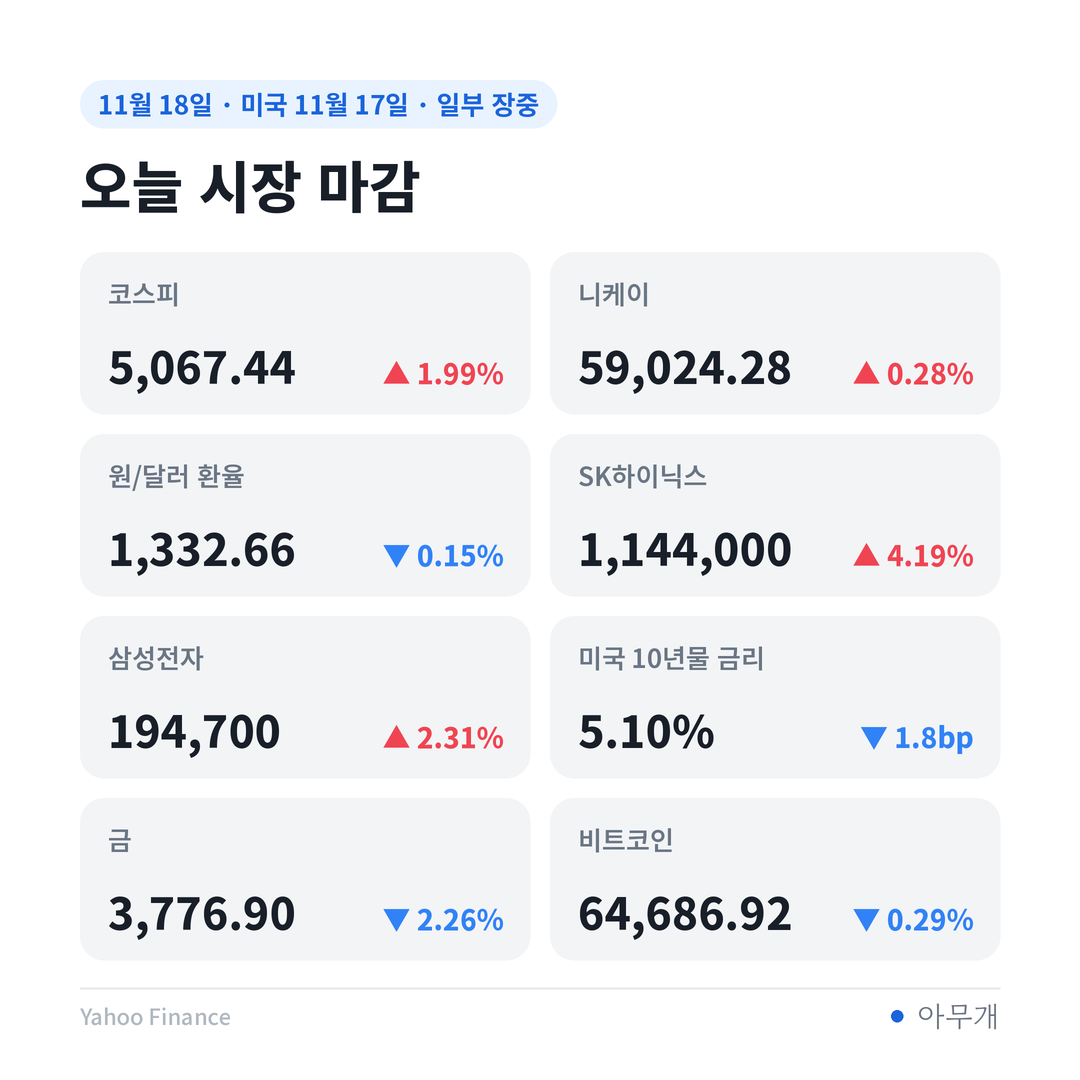 11월 18일 · 미국 11월 17일 · 일부 장중
오늘 시장 마감
코스피
5,067.44 ▲ 1.99%
니케이
59,024.28 ▲ 0.28%
원/달러 환율
1,332.66 ▼ 0.15%
SK하이닉스
1,144,000 ▲ 4.19%
삼성전자
194,700 ▲ 2.31%
미국 10년물 금리
5.10% ▼ 1.8bp
금
3,776.90 ▼ 2.26%
비트코인
64,686.92 ▼ 0.29%
Yahoo Finance
아무개